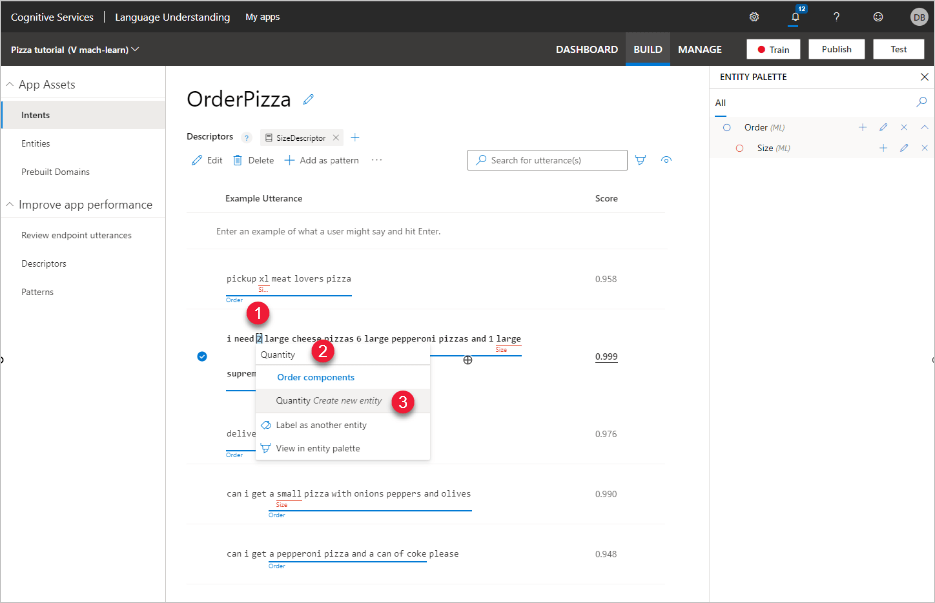 Cognitive Services Language Understanding My apps 12 ? DB
Pizza tutorial (V mach-learn) DASHBOARD BUILD MANAGE Train Publish Test
App Assets
Intents
Entities
Prebuilt Domains
Improve app performance
Review endpoint utterances
Descriptors
Patterns
OrderPizza
Descriptors ? SizeDescriptor
Edit Delete Add as pattern ... Search for utterance(s)
Example Utterance Score
Enter an example of what a user might say and hit Enter.
pickup xl meat lovers pizza 0.958
Si...
Order
1
i need 2 large cheese pizzas 6 large pepperoni pizzas and 1 large
Size
Quantity 2
0.999
suprem
Order components
Quantity Create new entity 3
Label as another entity
View in entity palette
delive 0.976
Order
can i get a small pizza with onions peppers and olives 0.990
Size
Order
can i get a pepperoni pizza and a can of coke please 0.948
Order
ENTITY PALETTE
All
Order (ML)
Size (ML)